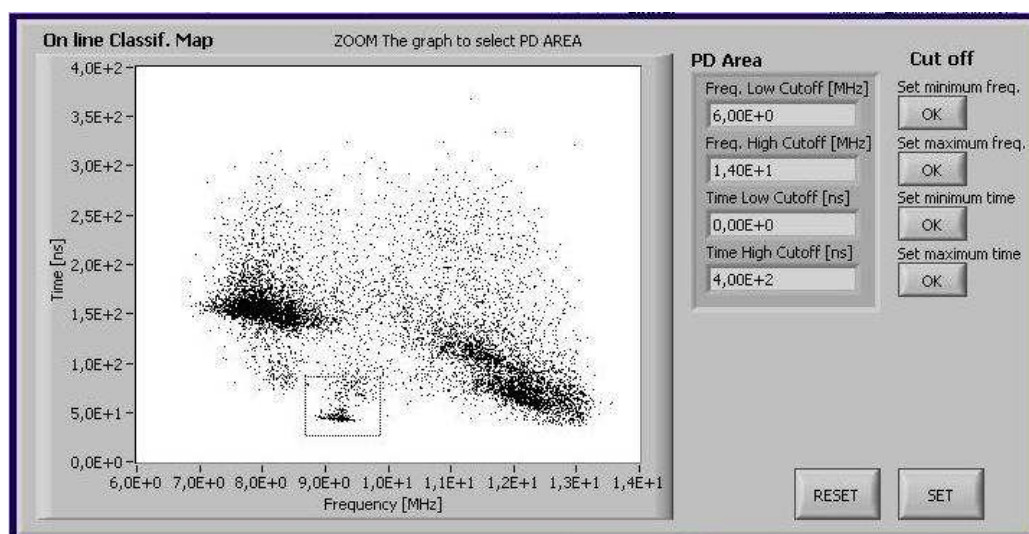 On line Classif. Map
ZOOM The graph to select PD AREA
4,0E+2
3,5E+2
3,0E+2
2,5E+2
2,0E+2
1,5E+2
1,0E+2
5,0E+1
0,0E+0
Time [ns]
6,0E+0 7,0E+0 8,0E+0 9,0E+0 1,0E+1 1,1E+1 1,2E+1 1,3E+1 1,4E+1
Frequency [MHz]
PD Area
Freq. Low Cutoff [MHz]
6,00E+0
Freq. High Cutoff [MHz]
1,40E+1
Time Low Cutoff [ns]
0,00E+0
Time High Cutoff [ns]
4,00E+2
Cut off
Set minimum freq.
OK
Set maximum freq.
OK
Set minimum time
OK
Set maximum time
OK
RESET
SET